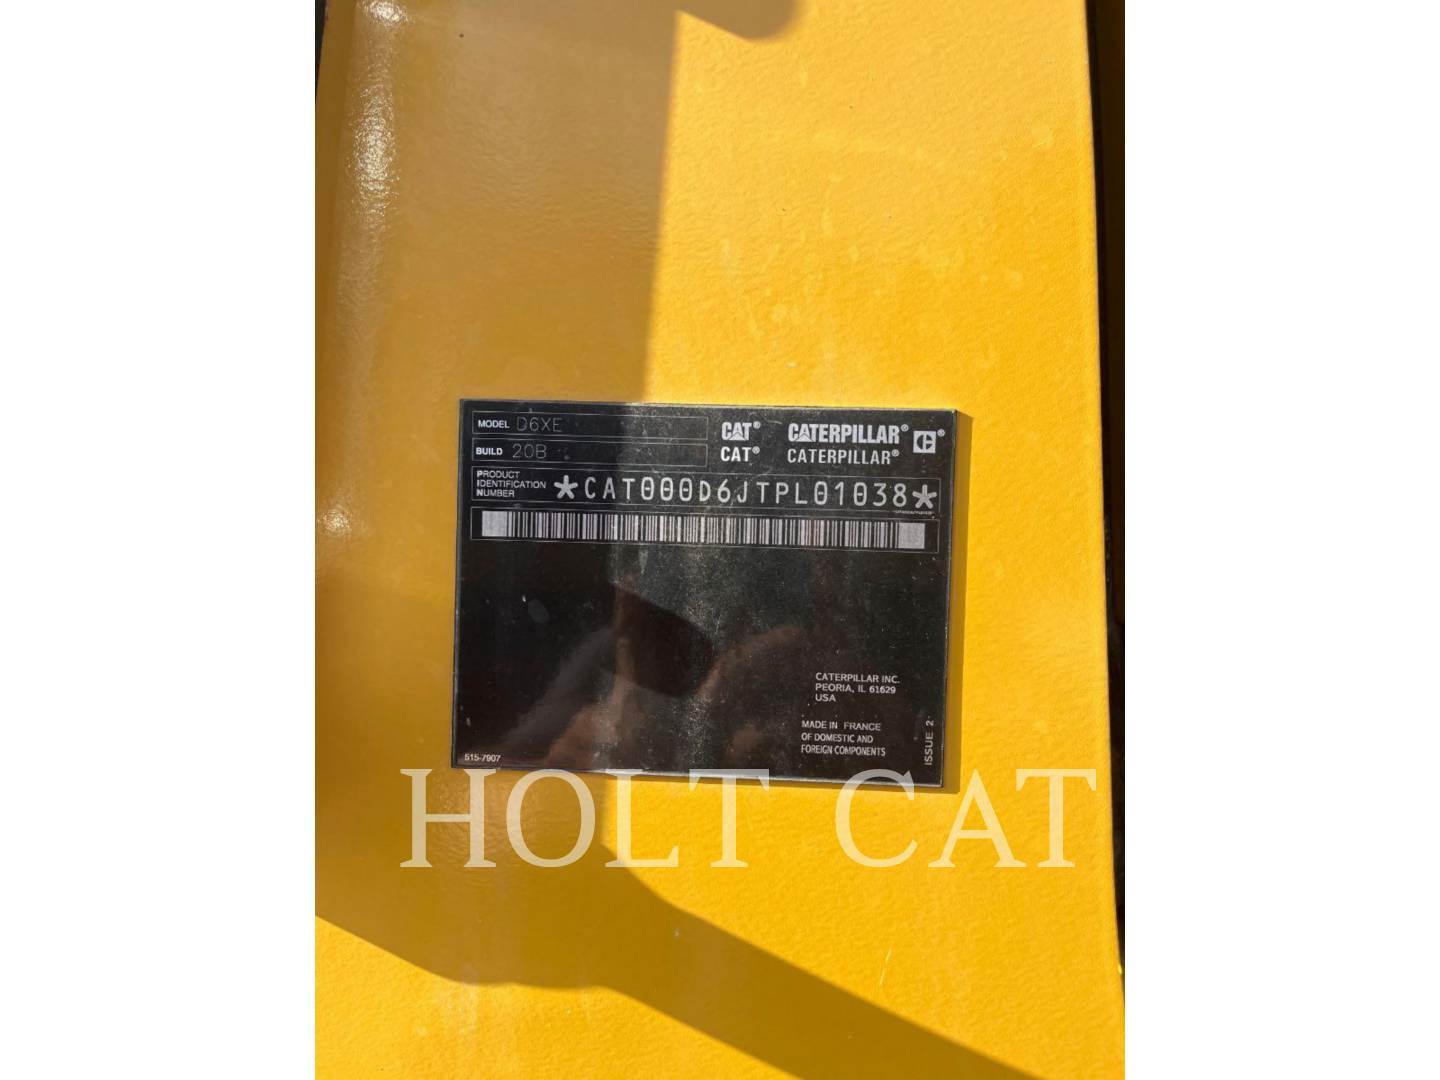 MODEL D6XE
BUILD 20B
CAT® CATERPILLAR® C®
CAT® CATERPILLAR®
PRODUCT
IDENTIFICATION
NUMBER
*CAT000D6JTPL01038*
CATERPILLAR INC.
PEORIA, IL 61629
USA
MADE IN FRANCE
OF DOMESTIC AND
FOREIGN COMPONENTS
ISSUE 2
515-7907
HOLT CAT